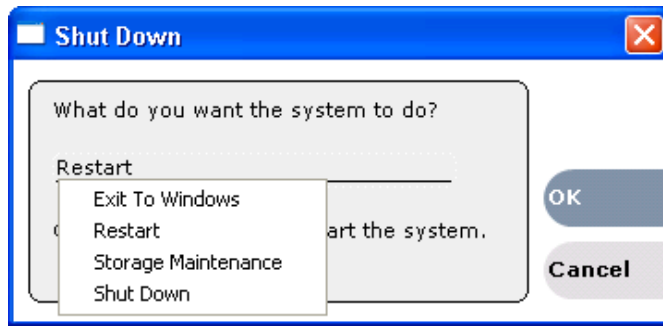 Shut Down
What do you want the system to do?
Restart
Exit To Windows
Restart
art the system.
Storage Maintenance
Shut Down
OK
Cancel